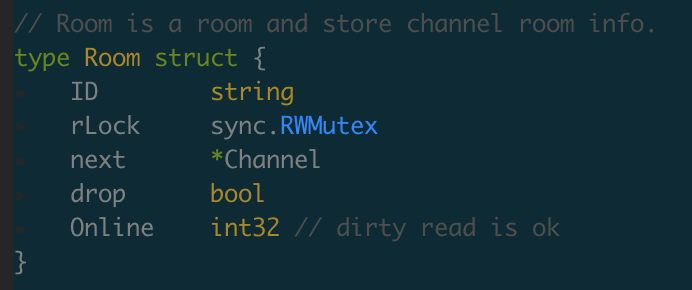 // Room is a room and store channel room info.
type Room struct {
    ID        string
    rLock     sync.RWMutex
    next      *Channel
    drop      bool
    Online    int32 // dirty read is ok
}